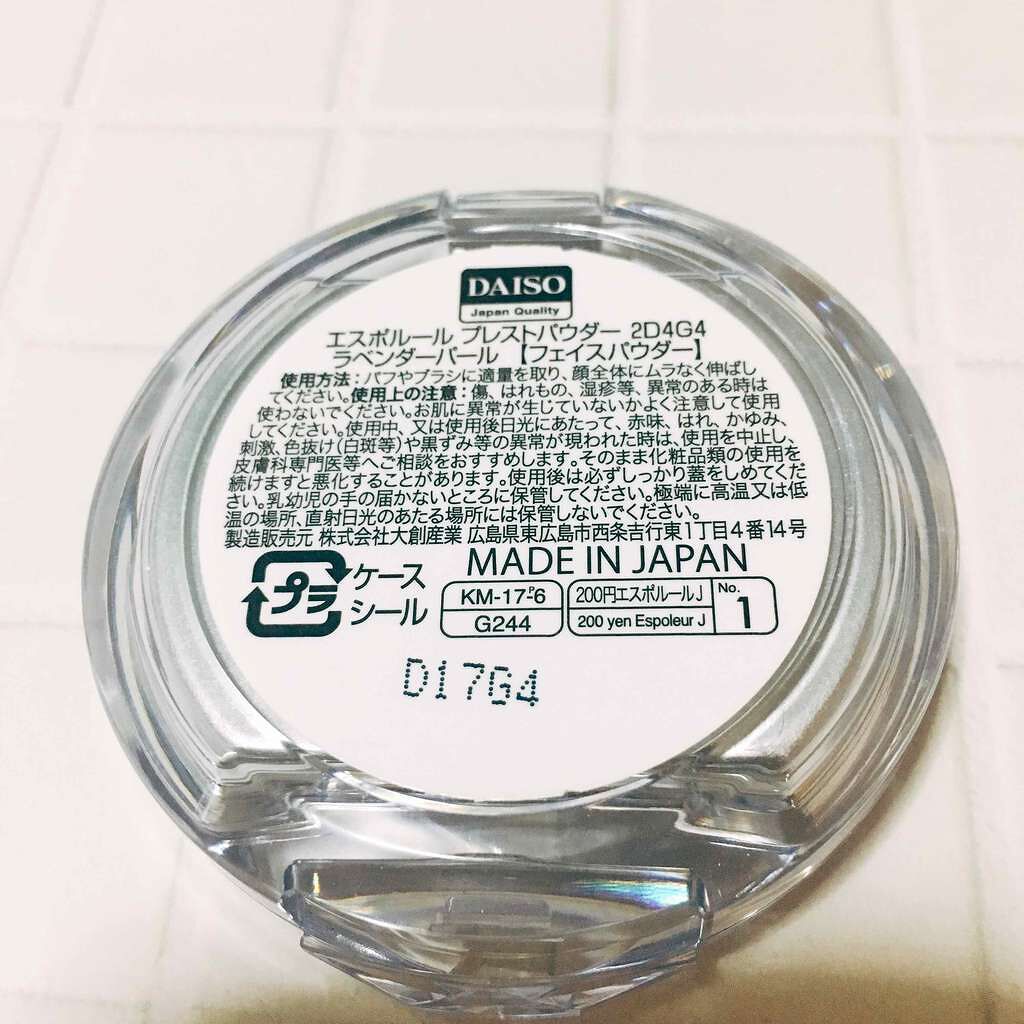 DAISO
Japan Quality
エスポルール プレストパウダー 2D4G4
ラベンダーパール 【フェイスパウダー】
使用方法：パフやブラシに適量を取り、顔全体にムラなく伸ばし
てください。使用上の注意：傷、はれもの、湿疹等、異常のある時は
使わないでください。お肌に異常が生じていないかよく注意して使用
してください。使用中、又は使用後日光にあたって、赤味、はれ、かゆみ、
刺激、色抜け(白斑等)や黒ずみ等の異常が現われた時は、使用を中止し、
皮膚科専門医等へご相談をおすすめします。そのまま化粧品類の使用を
続けますと悪化することがあります。使用後は必ずしっかり蓋をしめてくだ
さい。乳幼児の手の届かないところに保管してください。極端に高温又は低
温の場所、直射日光のあたる場所には保管しないでください。
製造販売元 株式会社大創産業 広島県東広島市西条吉行東1丁目4番14号
MADE IN JAPAN
プラ
ケース
シール
KM-17-6
G244
200円エスポルールJ
200 yen Espoleur J
No.
1
D17G4